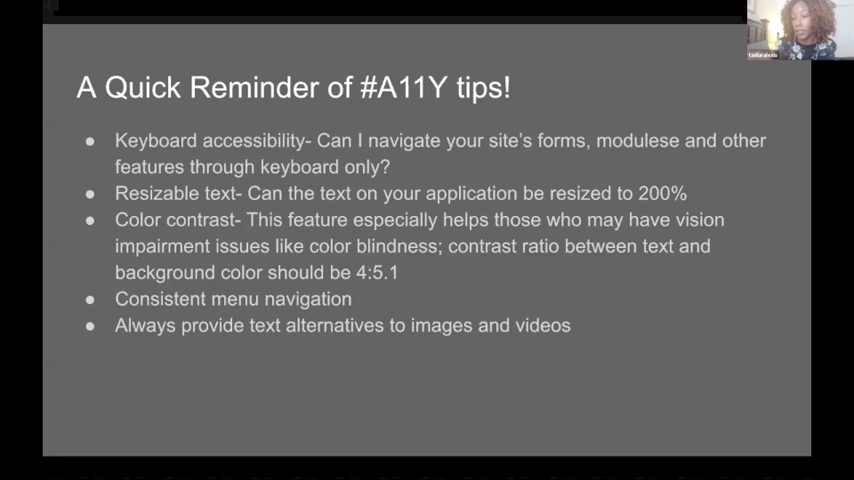 A Quick Reminder of #A11Y tips!
● Keyboard accessibility- Can I navigate your site's forms, modulese and other
features through keyboard only?
● Resizable text- Can the text on your application be resized to 200%
● Color contrast- This feature especially helps those who may have vision
impairment issues like color blindness; contrast ratio between text and
background color should be 4:5.1
● Consistent menu navigation
● Always provide text alternatives to images and videos